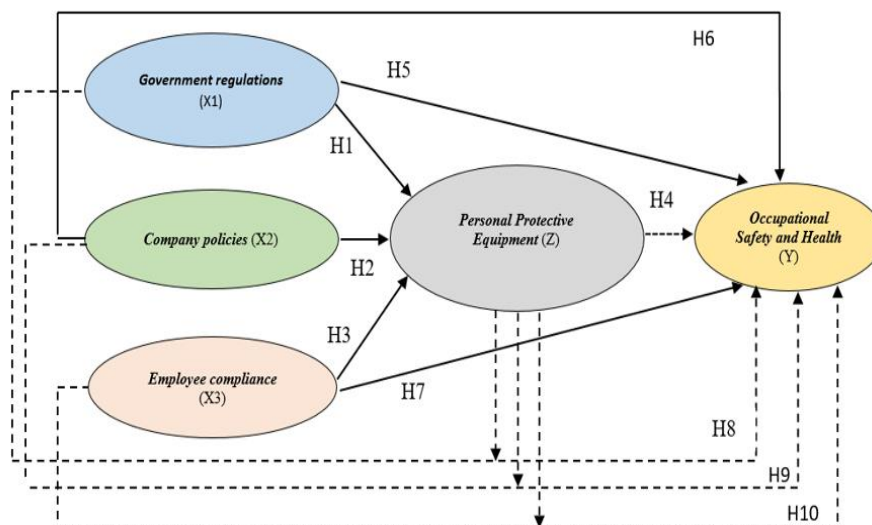 H6
Government regulations
(X1)
H5
H1
Company policies (X2)
H2
Personal Protective
Equipment (Z)
H4
Occupational
Safety and Health
(Y)
H3
Employee compliance
(X3)
H7
H8
H9
H10